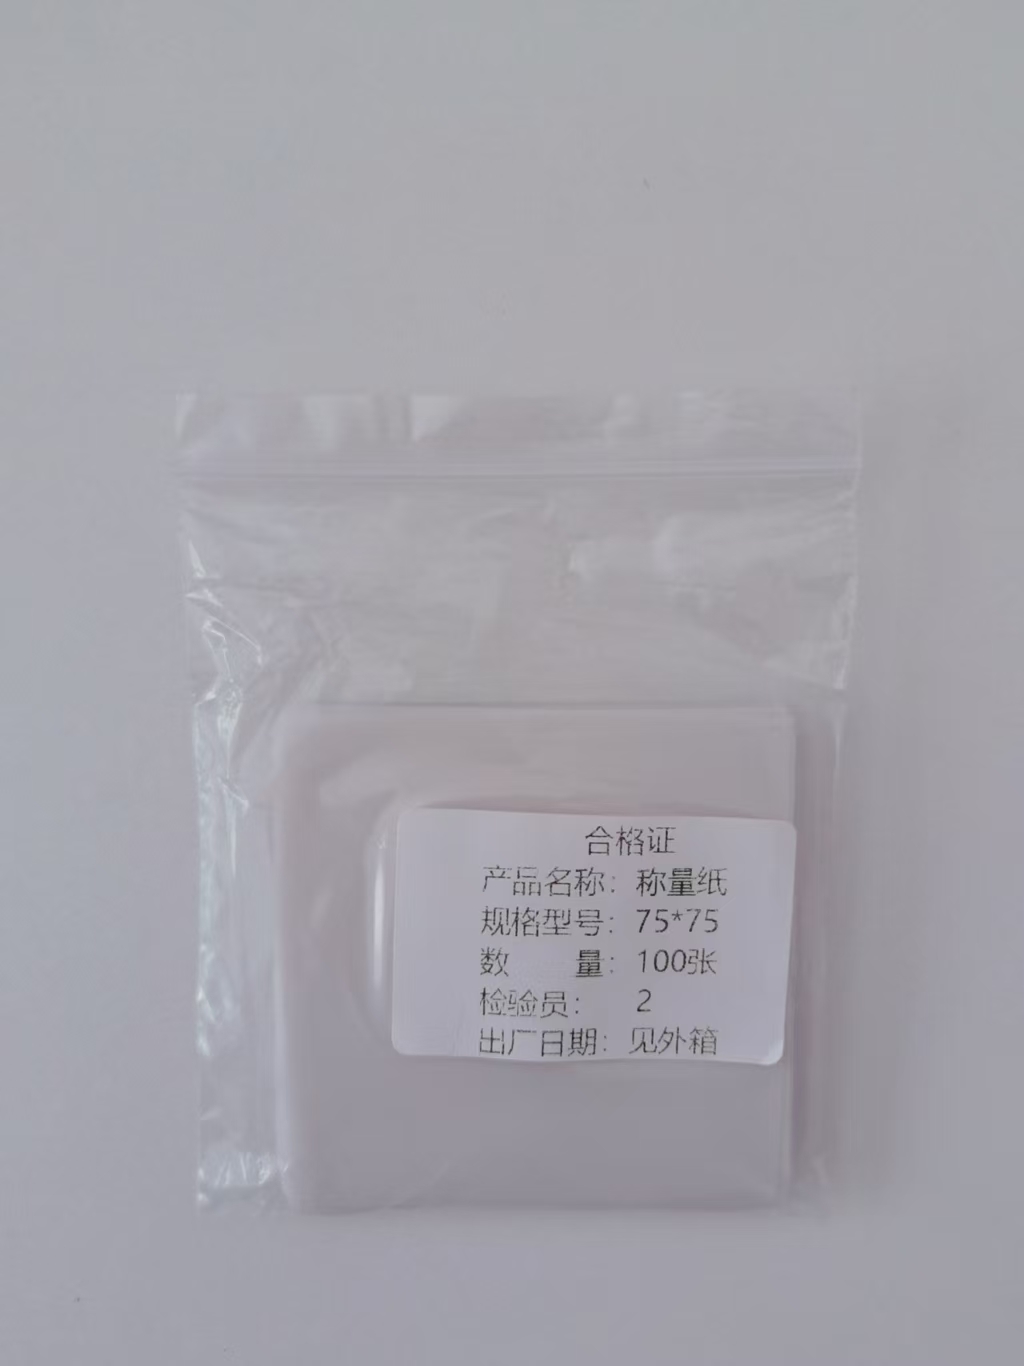 合格证
产品名称：称量纸
规格型号：75*75
数　　量：100张
检验员：　2
出厂日期：见外箱